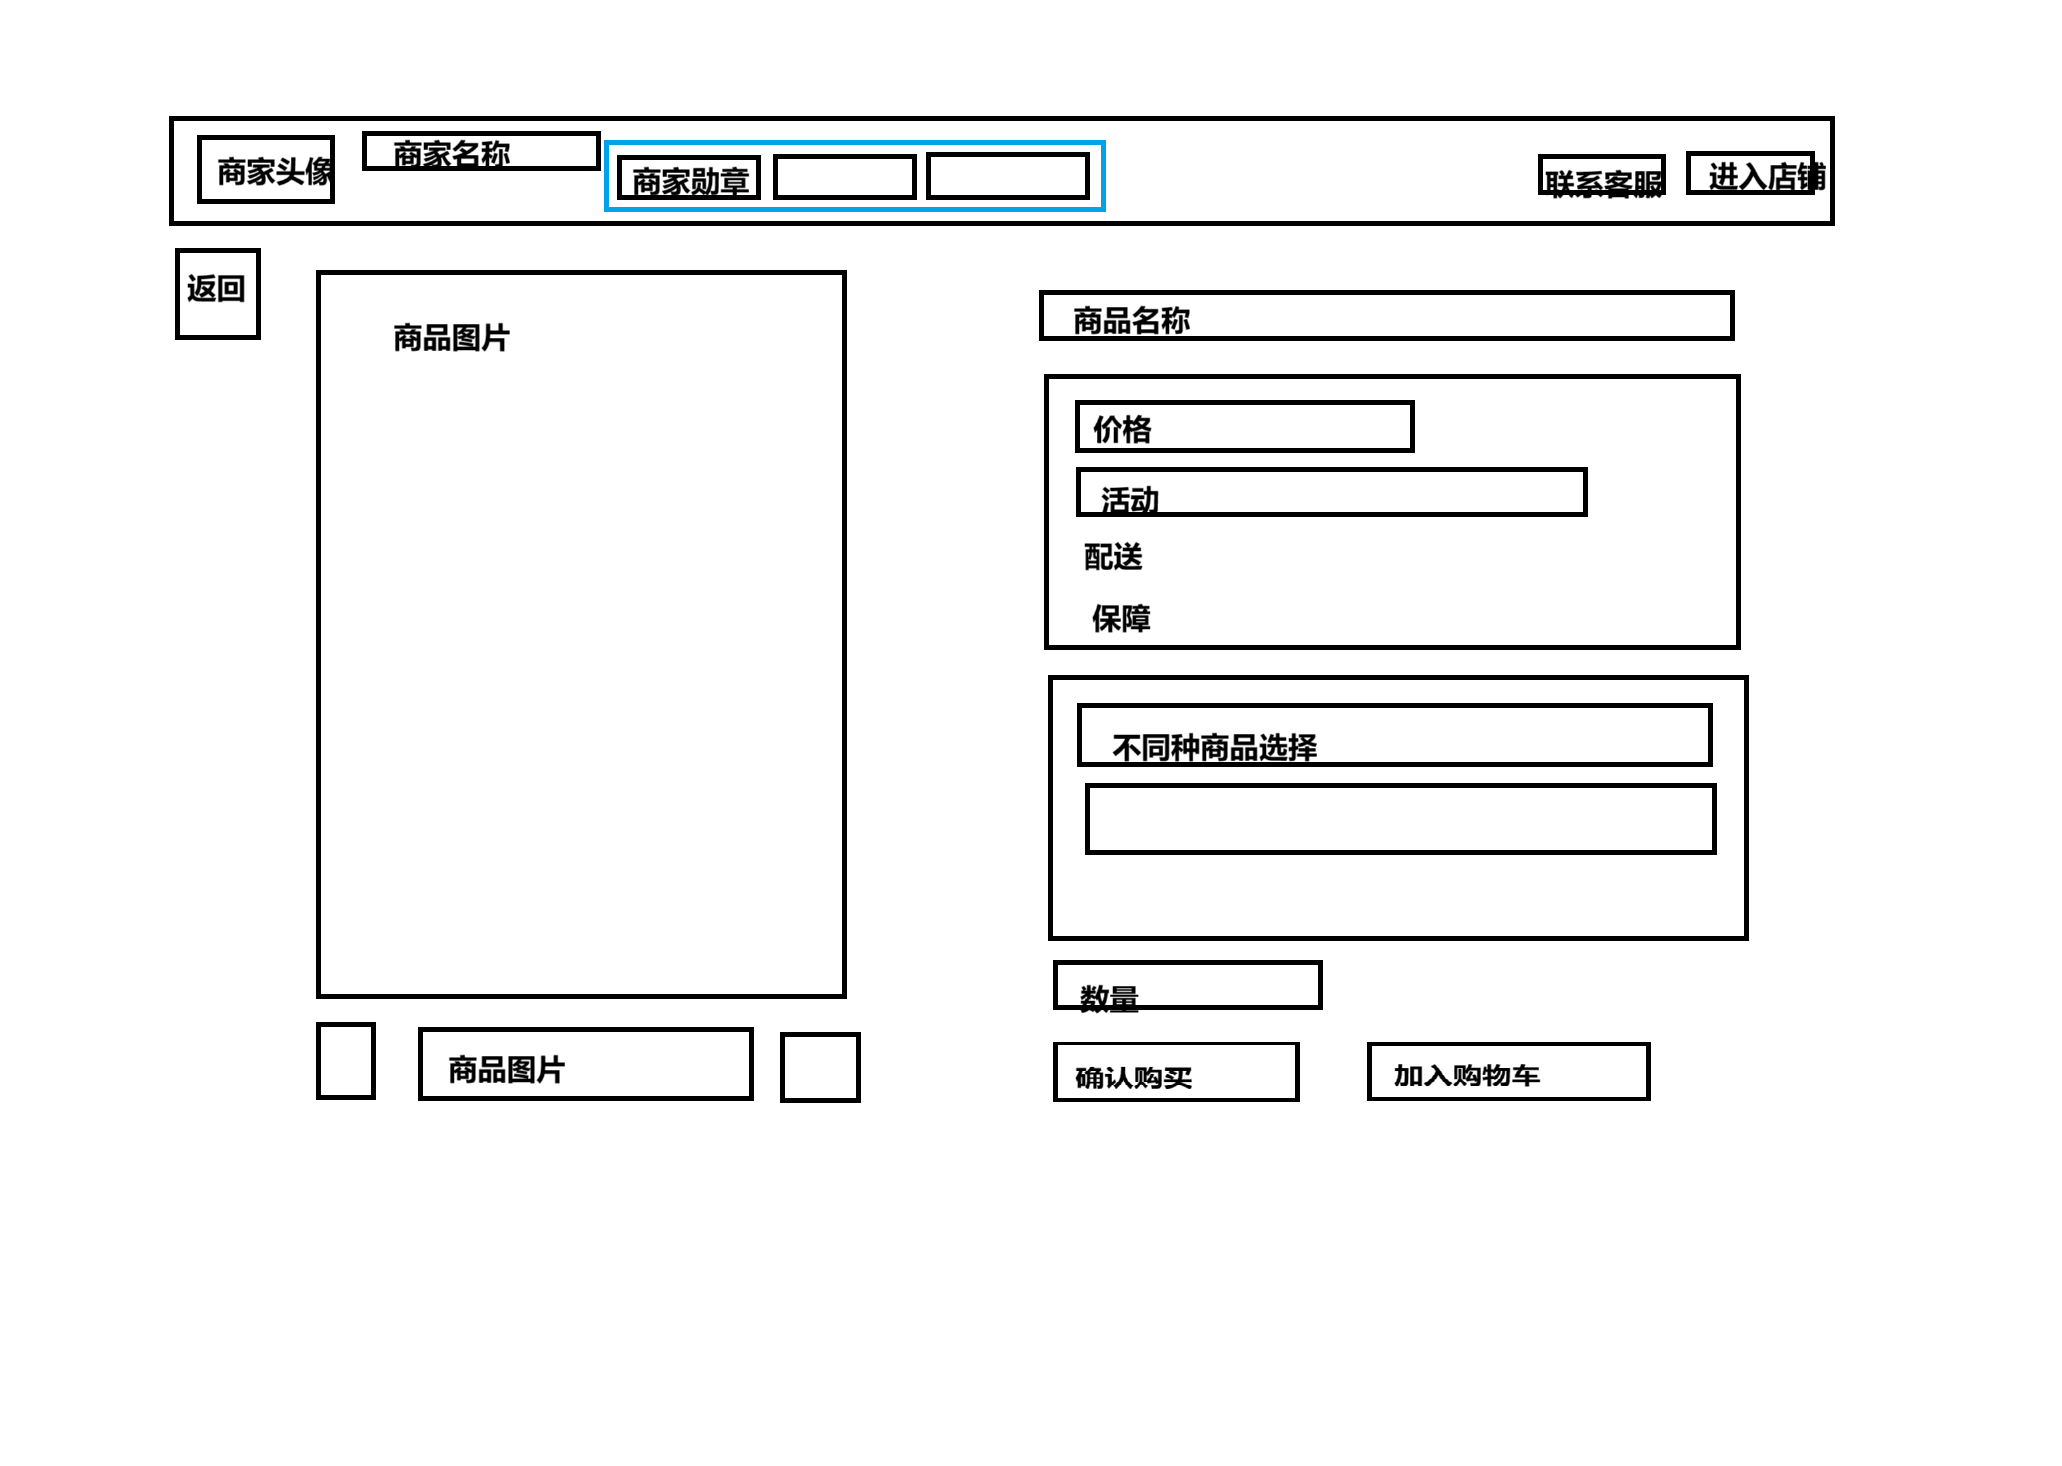 商家头像
商家名称
商家勋章
联系客服
进入店铺
返回
商品图片
商品名称
价格
活动
配送
保障
不同种商品选择
数量
商品图片
确认购买
加入购物车